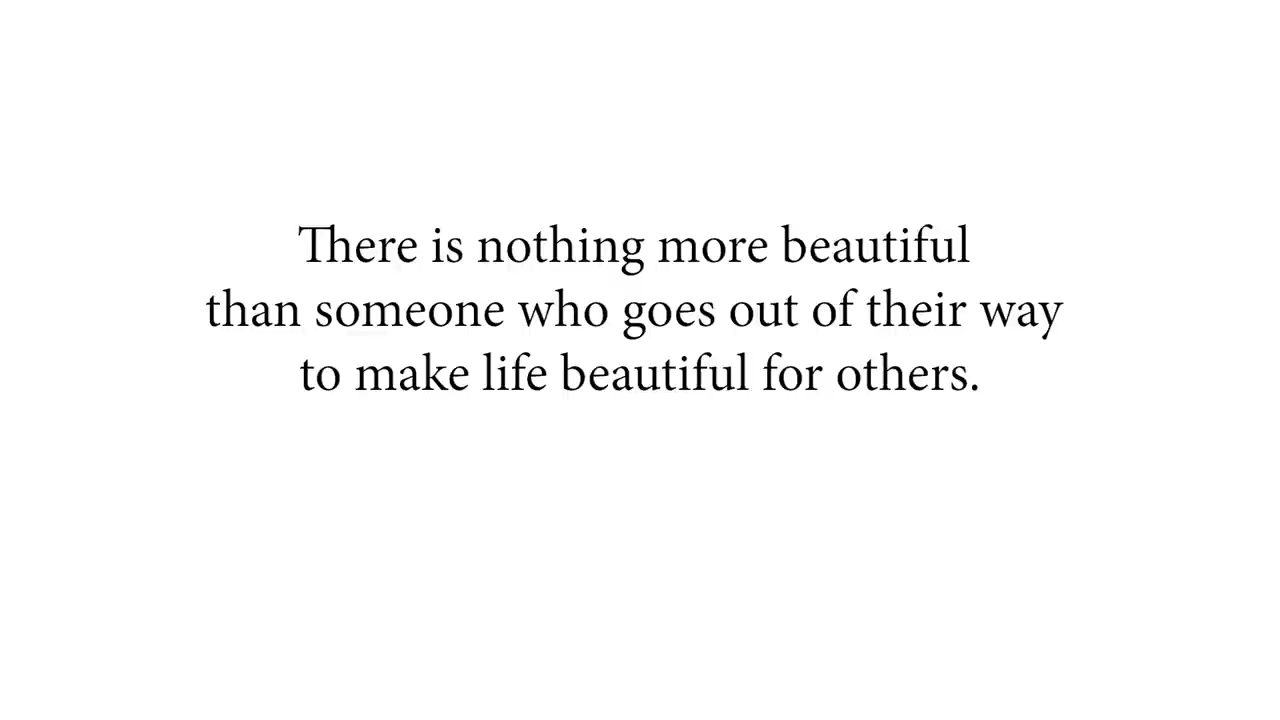 There is nothing more beautiful
than someone who goes out of their way
to make life beautiful for others.